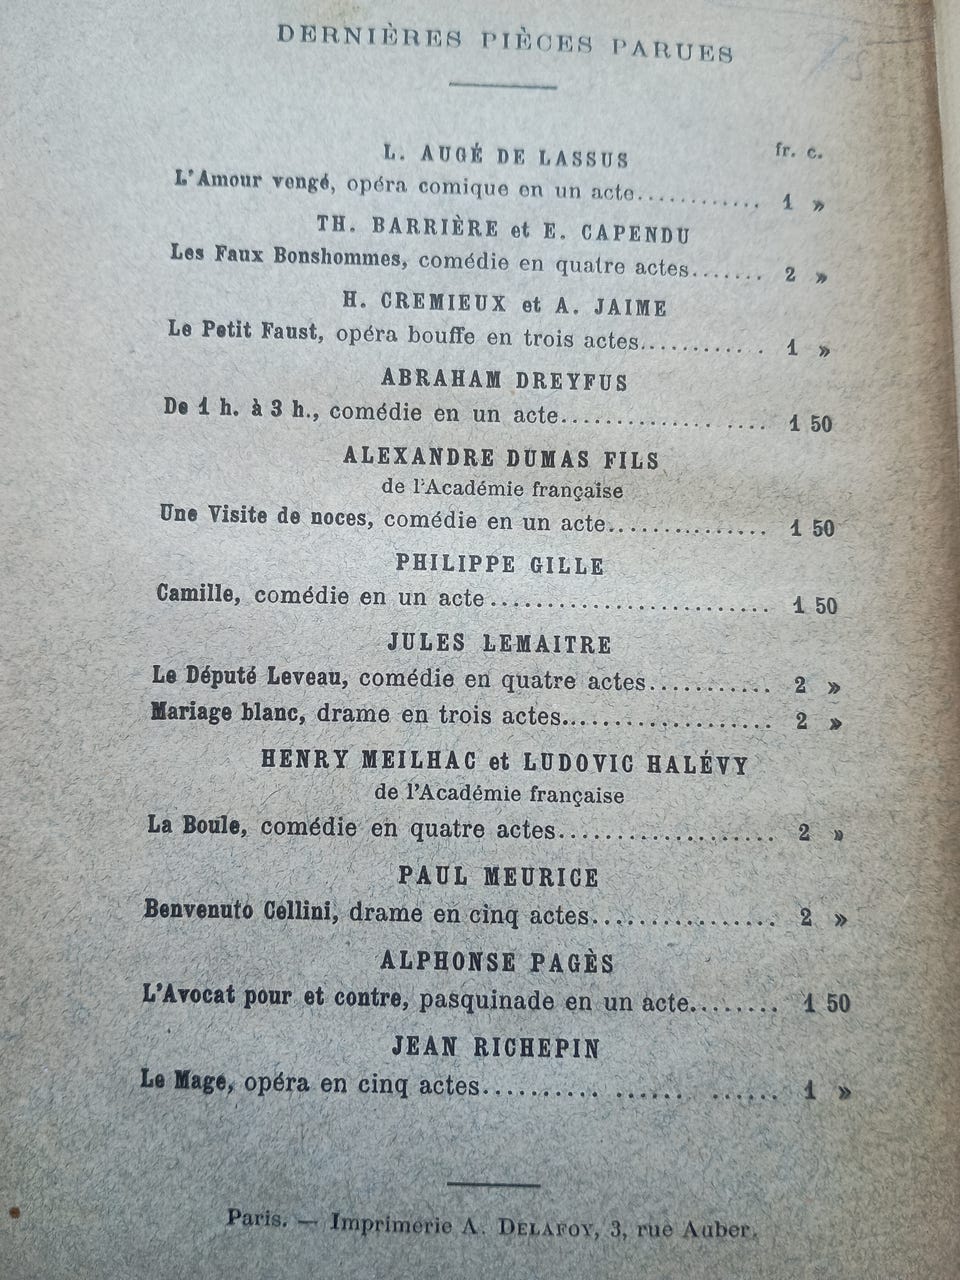 DERNIÈRES PIÈCES PARUES
fr. c.
L. AUGÉ DE LASSUS
L'Amour vengé, opéra comique en un acte............ 1 »
TH. BARRIÈRE et E. CAPENDU
Les Faux Bonshommes, comédie en quatre actes....... 2 »
H. CREMIEUX et A. JAIME
Le Petit Faust, opéra bouffe en trois actes.......... . 1 »
ABRAHAM DREYFUS
De 1 h. à 3 h., comédie en un acte.............. .... 1 50
ALEXANDRE DUMAS FILS
de l'Académie française
Une Visite de noces, comédie en un acte............... 1 50
PHILIPPE GILLE
Camille, comédie en un acte......................... 1 50
JULES LEMAITRE
Le Député Leveau, comédie en quatre actes........... 2 »
Mariage blanc, drame en trois actes................... 2 »
HENRY MEILHAC et LUDOVIC HALÉVY
de l'Académie française
La Boule, comédie en quatre actes................... 2 »
PAUL MEURICE
Benvenuto Cellini, drame en cinq actes................. 2 »
ALPHONSE PAGÈS
L'Avocat pour et contre, pasquinade en un acte........ 1 50
JEAN RICHEPIN
Le Mage, opéra en cinq actes.......... ...... ...... 1 »
Paris. — Imprimerie A. DELAFOY, 3, rue Auber.